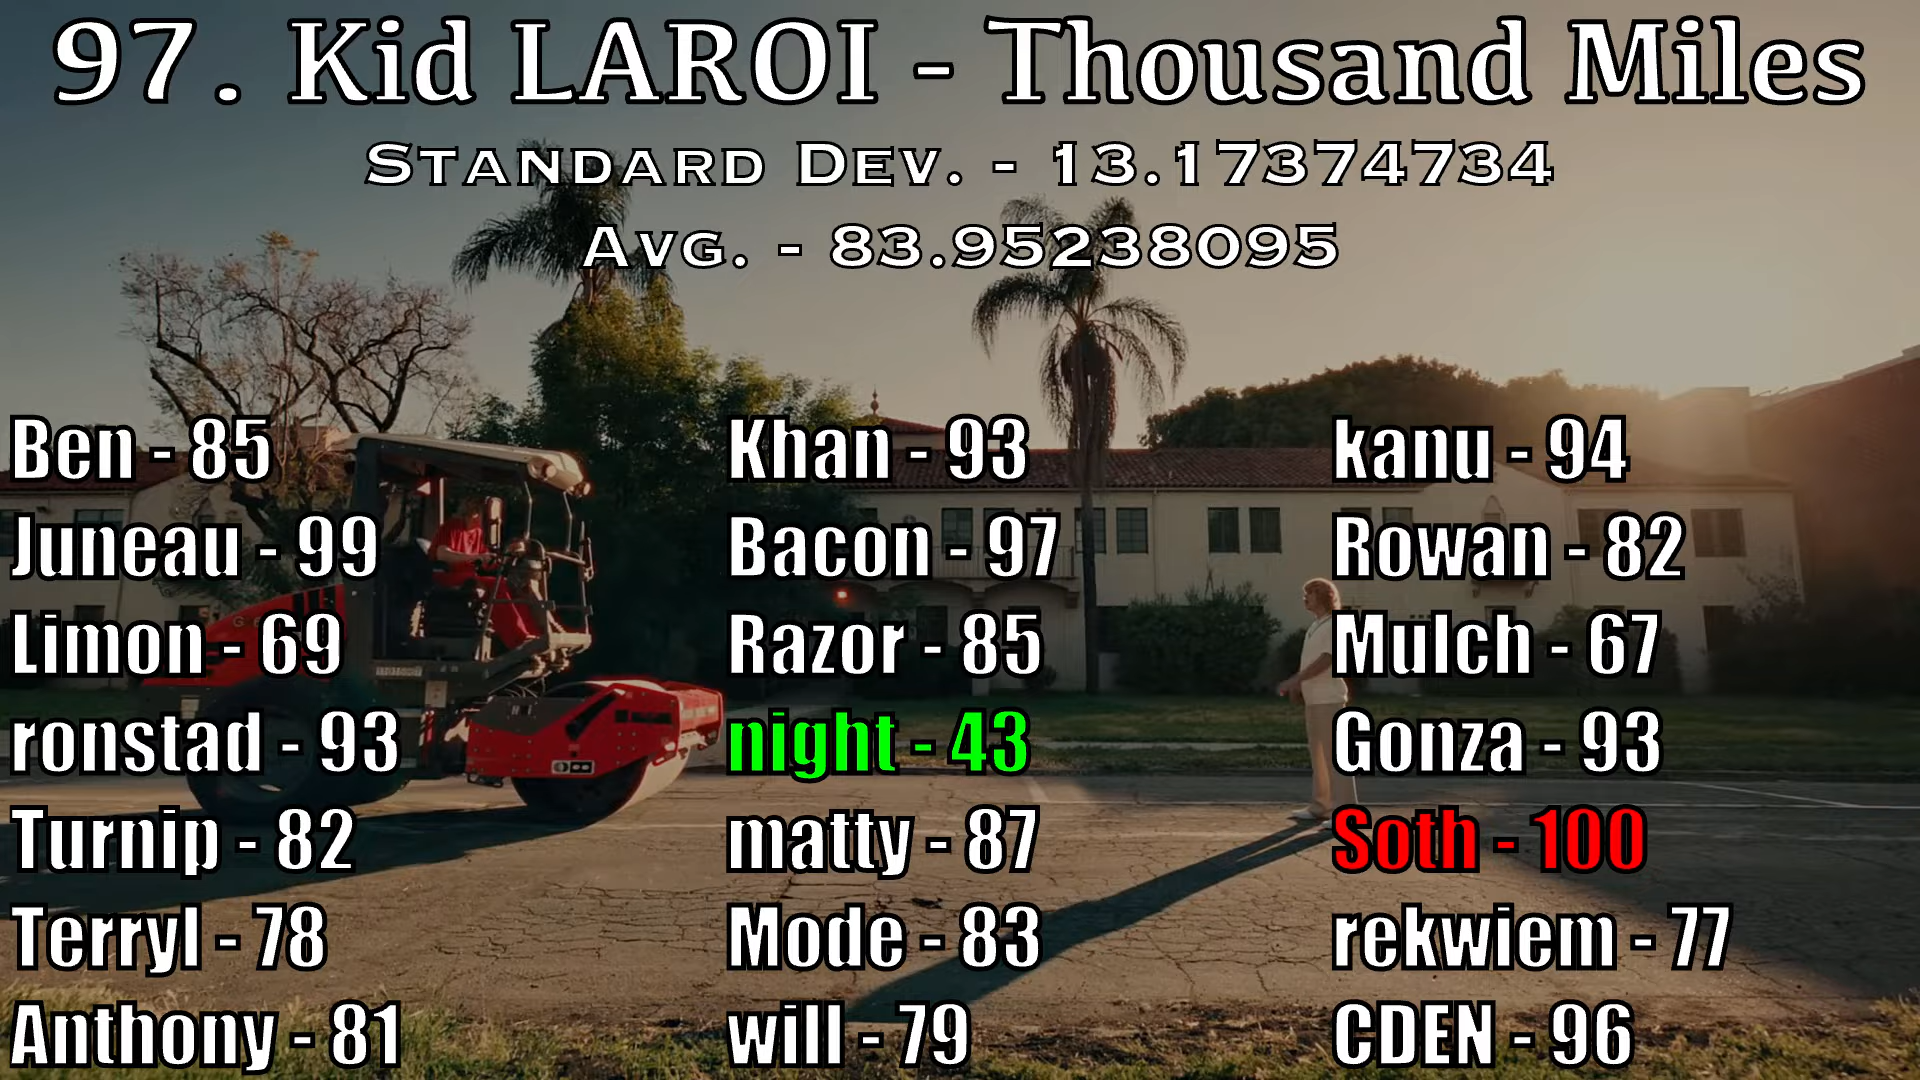 97. Kid LAROI - Thousand Miles
Standard Dev. - 13.17374734
Avg. - 83.95238095
Ben - 85
Juneau - 99
Limon - 69
ronstad - 93
Turnip - 82
Terryl - 78
Anthony - 81
Khan - 93
Bacon - 97
Razor - 85
night - 43
matty - 87
Mode - 83
will - 79
kanu - 94
Rowan - 82
Mulch - 67
Gonza - 93
Soth - 100
rekwiem - 77
CDEN - 96